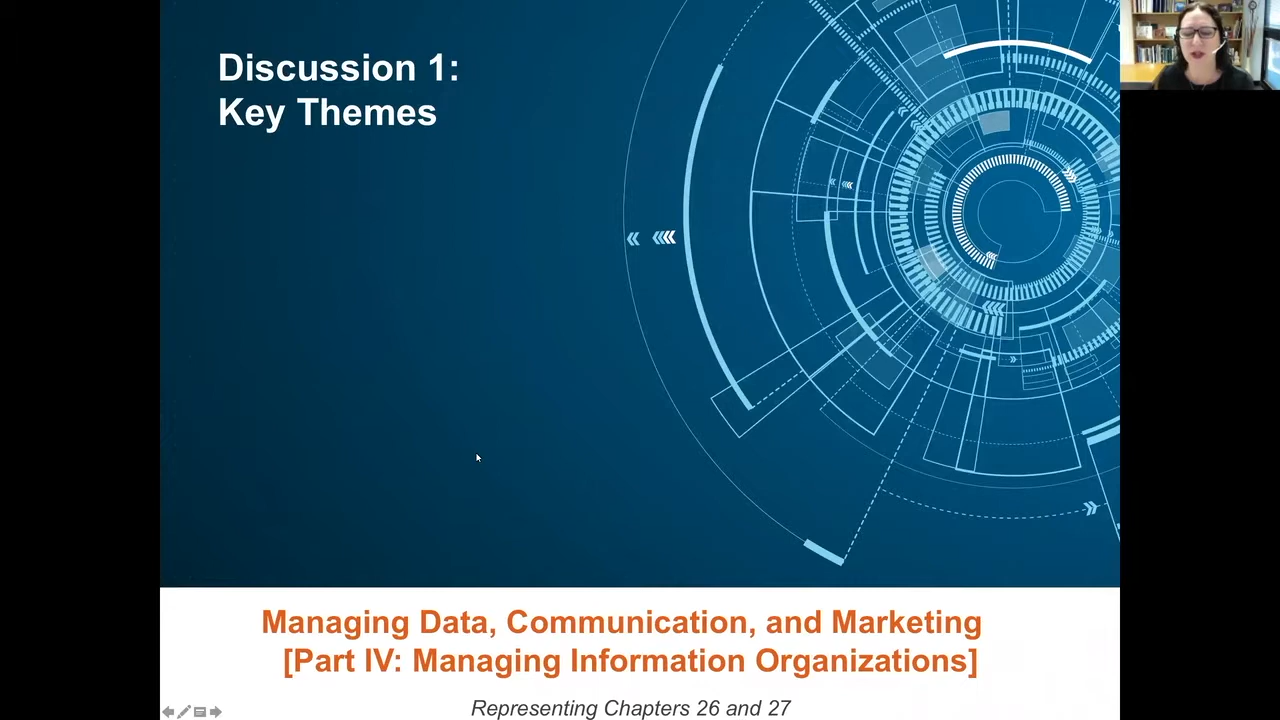 Discussion 1:
Key Themes
Managing Data, Communication, and Marketing
[Part IV: Managing Information Organizations]
Representing Chapters 26 and 27